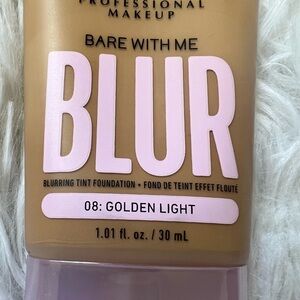 PROFESSIONAL
MAKEUP
BARE WITH ME
BLUR
BLURRING TINT FOUNDATION • FOND DE TEINT EFFET FLOUTÉ
08: GOLDEN LIGHT
1.01 fl. oz. / 30 mL